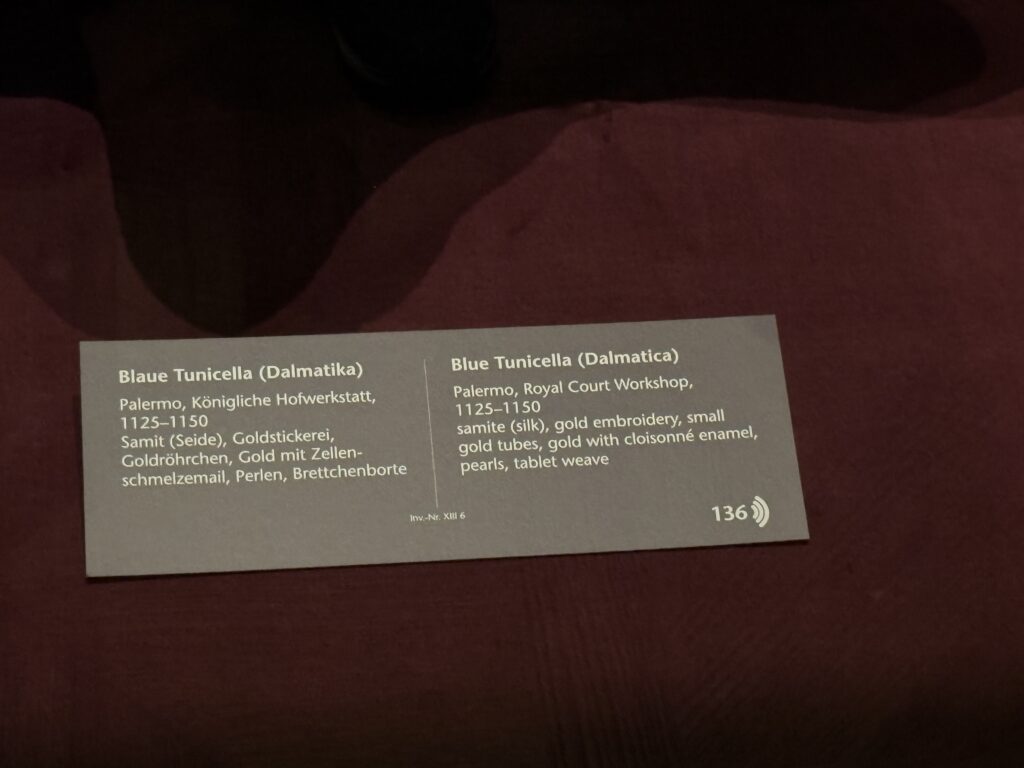 Blaue Tunicella (Dalmatika)
Palermo, Königliche Hofwerkstatt,
1125–1150
Samit (Seide), Goldstickerei,
Goldröhrchen, Gold mit Zellen-
schmelzemail, Perlen, Brettchenborte
Blue Tunicella (Dalmatica)
Palermo, Royal Court Workshop,
1125–1150
samite (silk), gold embroidery, small
gold tubes, gold with cloisonné enamel,
pearls, tablet weave
Inv.-Nr. XIII 6
136